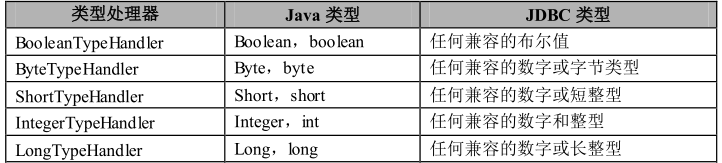 类型处理器 Java 类型 JDBC 类型
BooleanTypeHandler Boolean，boolean 任何兼容的布尔值
ByteTypeHandler Byte，byte 任何兼容的数字或字节类型
ShortTypeHandler Short，short 任何兼容的数字或短整型
IntegerTypeHandler Integer，int 任何兼容的数字和整型
LongTypeHandler Long，long 任何兼容的数字或长整型